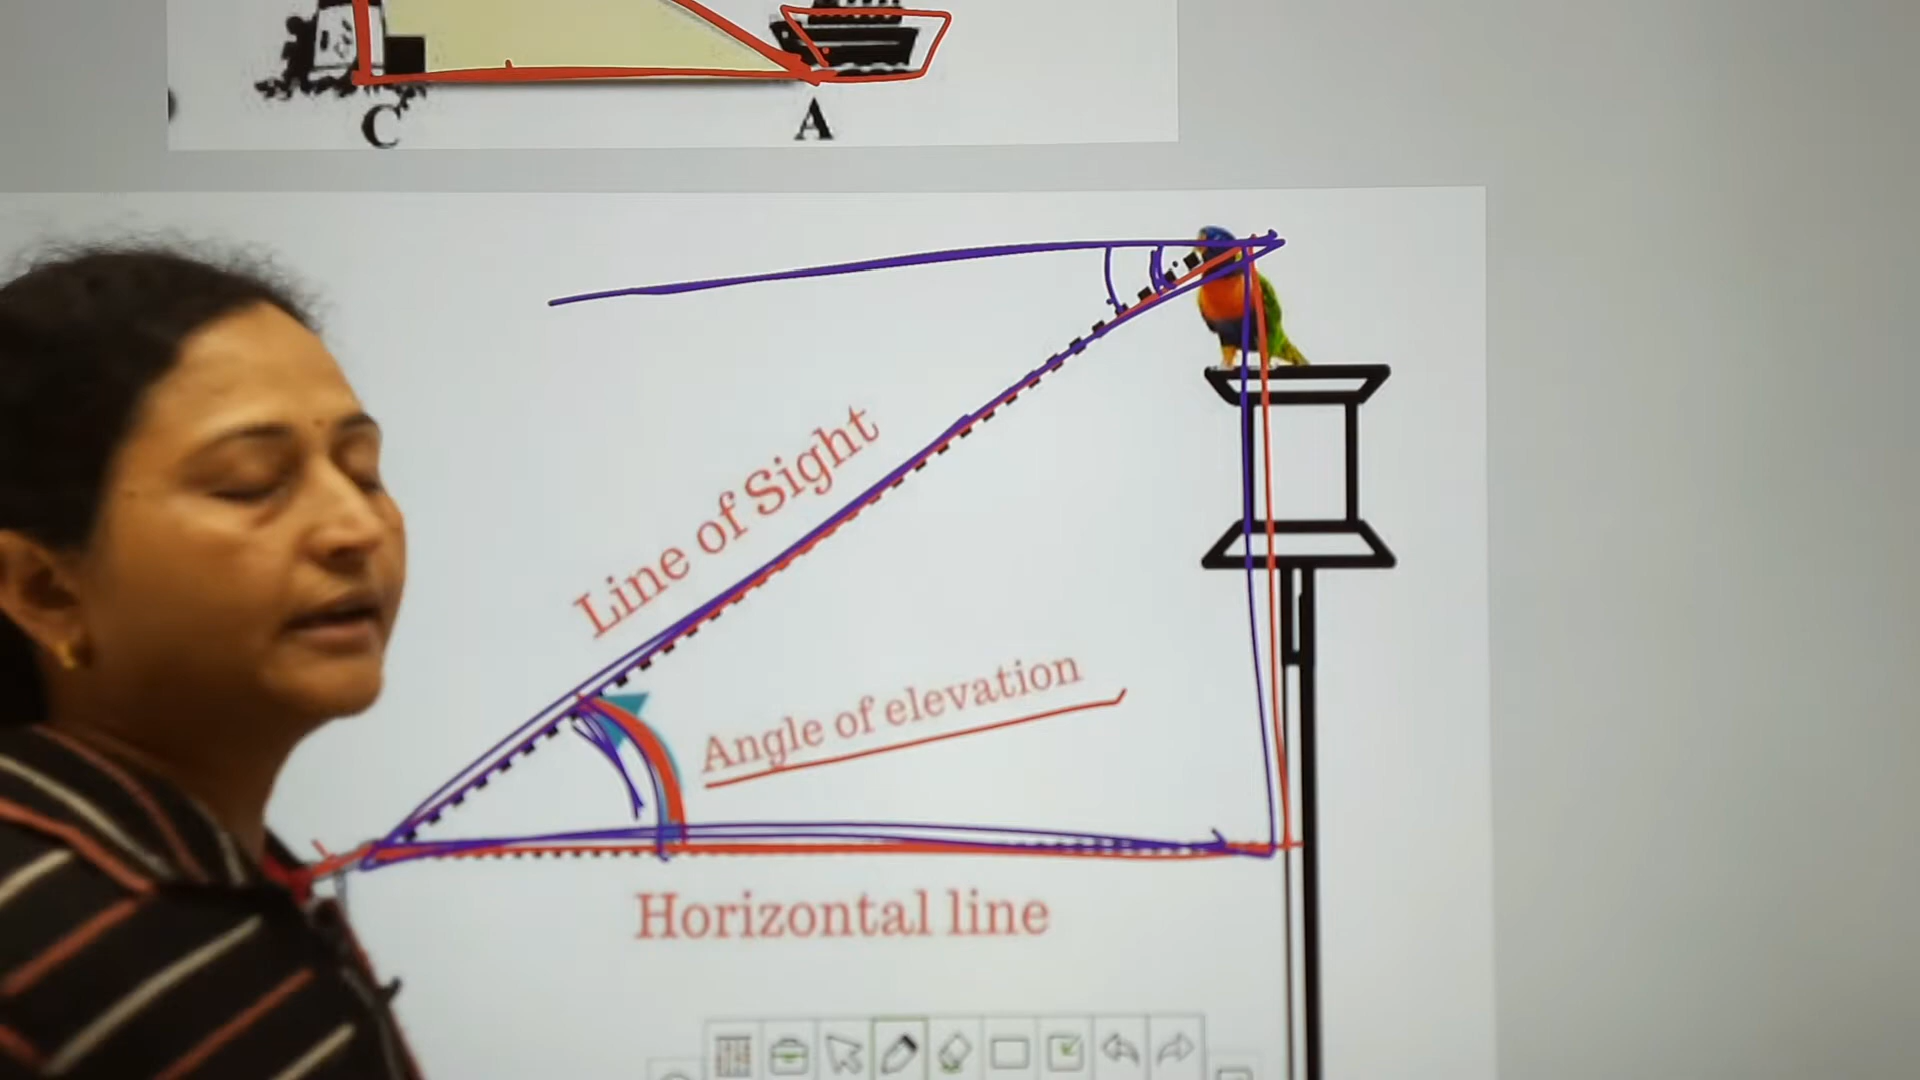 C
A
Line of Sight
Angle of elevation
Horizontal line